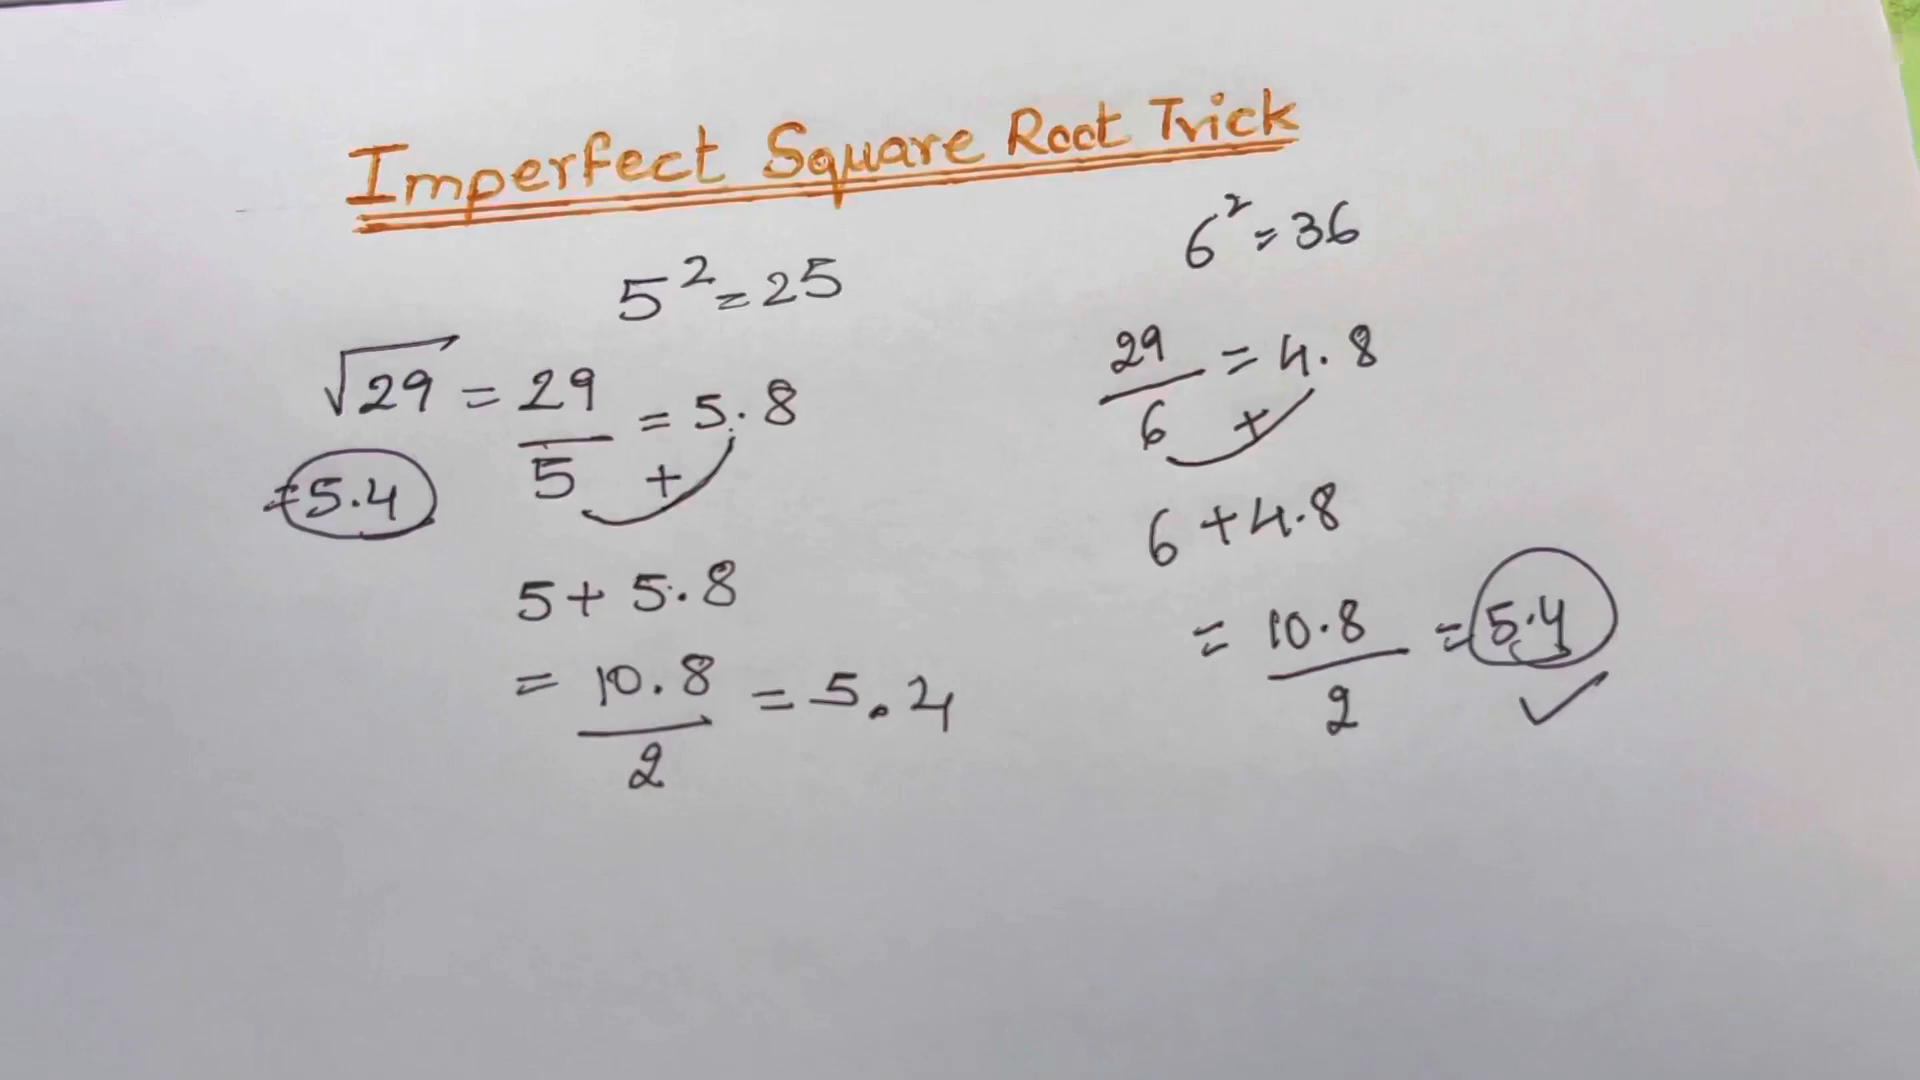 Imperfect Square Root Trick
5² = 25
√29 = 29/5 = 5.8
+
= 5.4
5 + 5.8
= 10.8/2 = 5.4
6² = 36
29/6 = 4.8
+
6 + 4.8
= 10.8/2 = 5.4 ✓